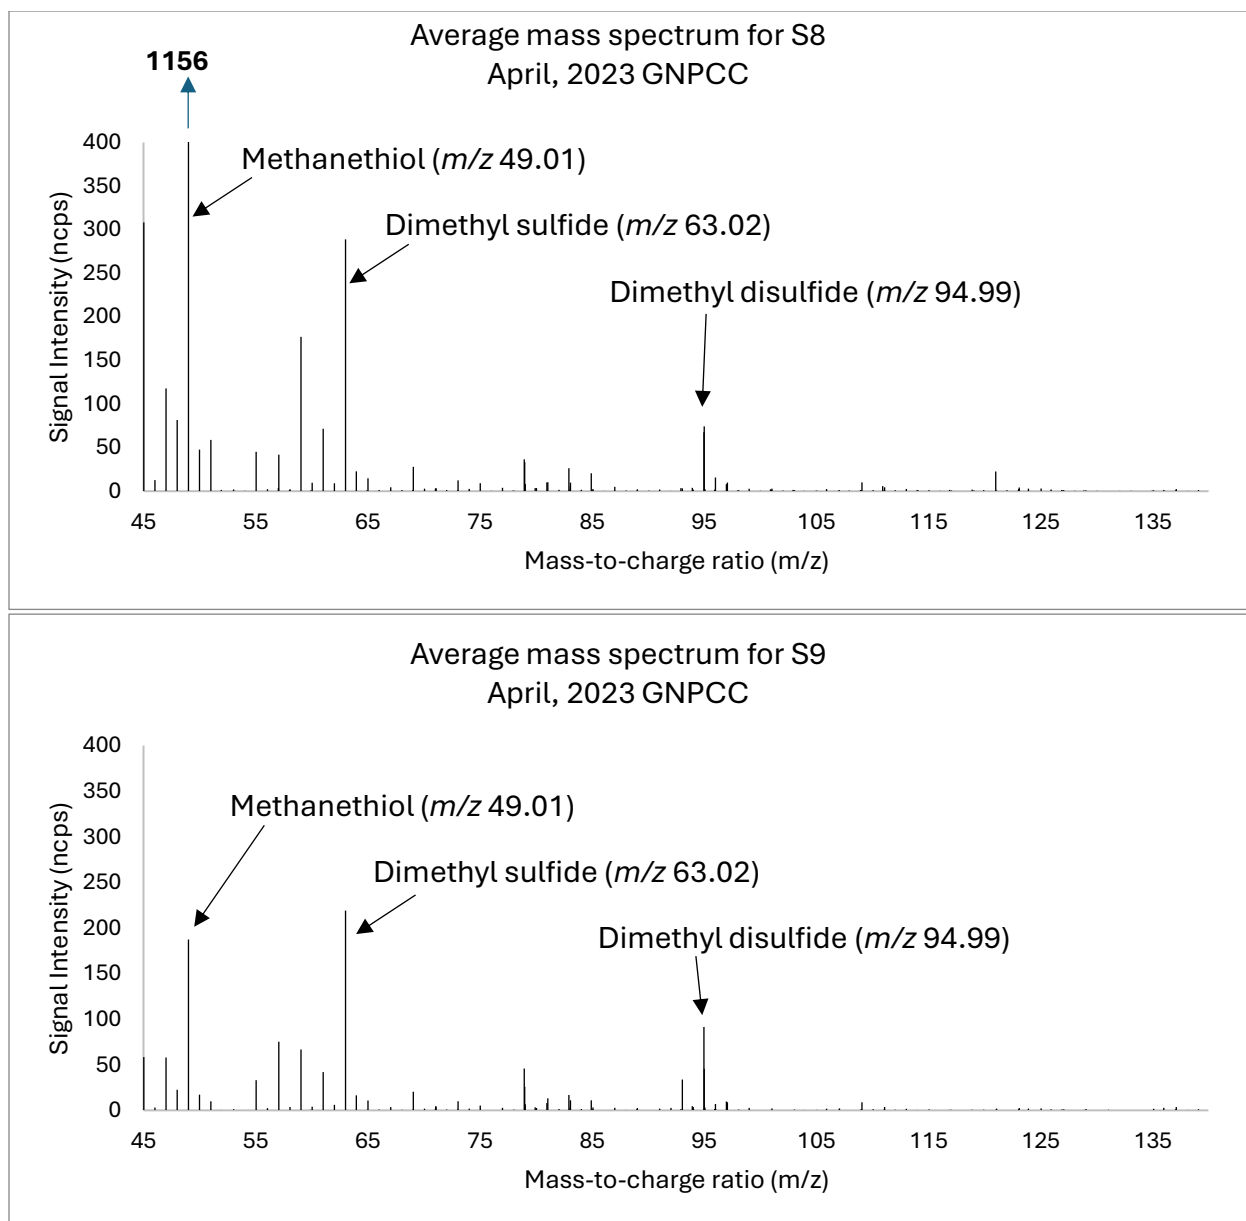 Average mass spectrum for S8
April, 2023 GNPCC
1156
Methanethiol (m/z 49.01)
Dimethyl sulfide (m/z 63.02)
Dimethyl disulfide (m/z 94.99)
Signal Intensity (ncps)
400
350
300
250
200
150
100
50
0
45 55 65 75 85 95 105 115 125 135
Mass-to-charge ratio (m/z)
Average mass spectrum for S9
April, 2023 GNPCC
Methanethiol (m/z 49.01)
Dimethyl sulfide (m/z 63.02)
Dimethyl disulfide (m/z 94.99)
Signal Intensity (ncps)
400
350
300
250
200
150
100
50
0
45 55 65 75 85 95 105 115 125 135
Mass-to-charge ratio (m/z)